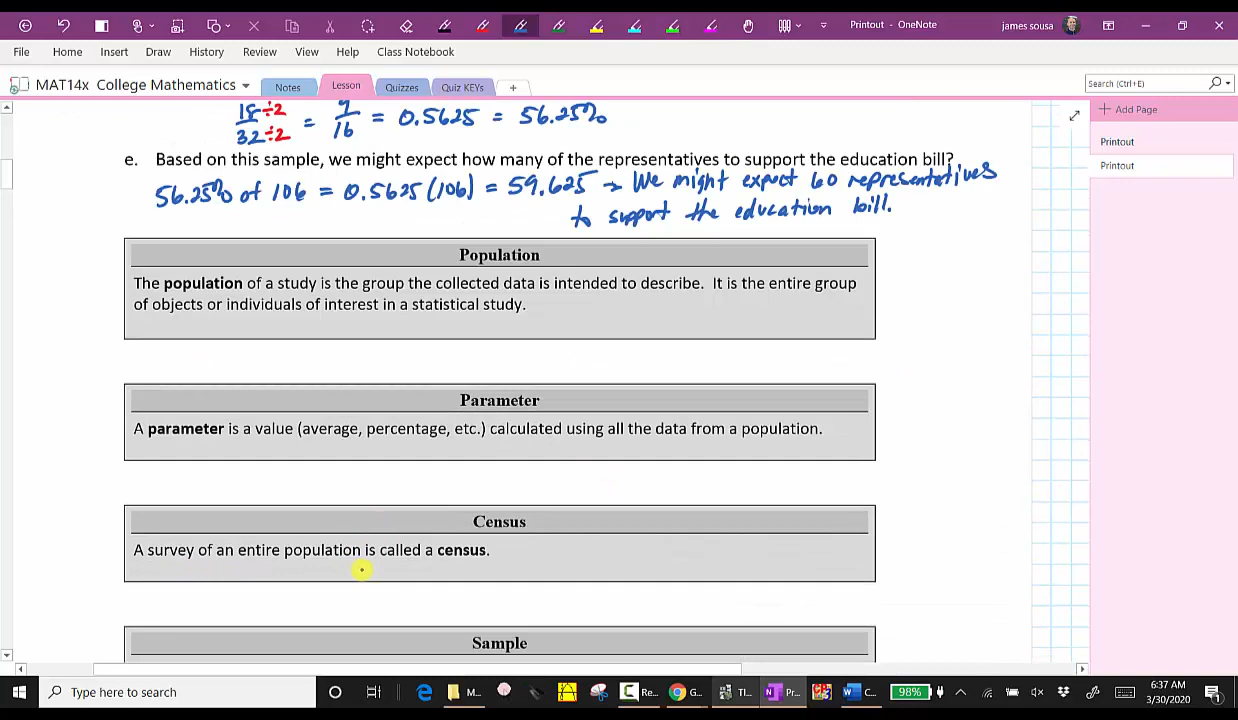 Printout - OneNote
james sousa
File Home Insert Draw History Review View Help Class Notebook
MAT14x College Mathematics Notes Lesson Quizzes Quiz KEYs +
Search (Ctrl+E)
Add Page
Printout
Printout
18÷2 / 32÷2 = 9/16 = 0.5625 = 56.25%
e. Based on this sample, we might expect how many of the representatives to support the education bill?
56.25% of 106 = 0.5625(106) = 59.625 → We might expect 60 representatives
to support the education bill.
Population
The population of a study is the group the collected data is intended to describe. It is the entire group
of objects or individuals of interest in a statistical study.
Parameter
A parameter is a value (average, percentage, etc.) calculated using all the data from a population.
Census
A survey of an entire population is called a census.
Sample
Type here to search
M...
Re...
G...
Pr...
C...
98%
6:37 AM
3/30/2020